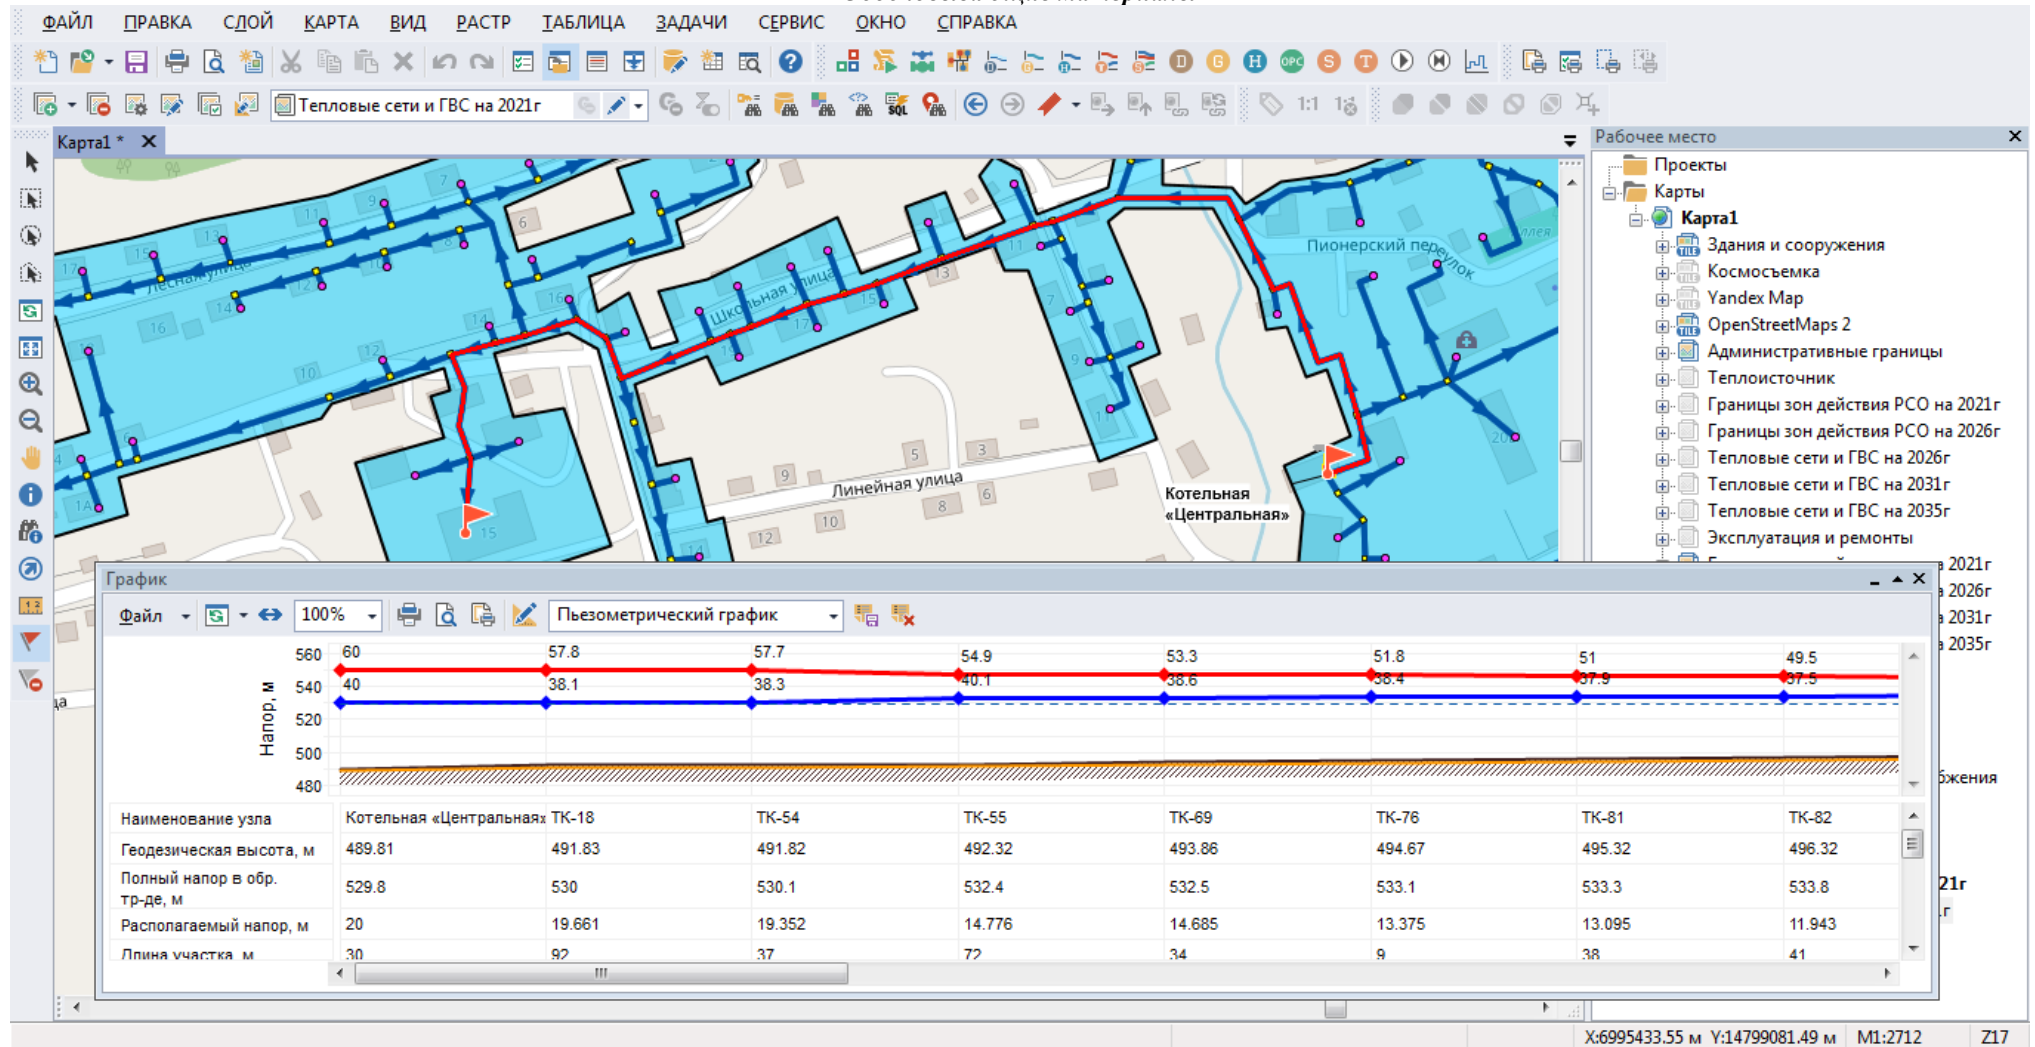 ФАЙЛ ПРАВКА СЛОЙ КАРТА ВИД РАСТР ТАБЛИЦА ЗАДАЧИ СЕРВИС ОКНО СПРАВКА
D G H OPC S T
Тепловые сети и ГВС на 2021г
SQL
1:1
Карта1 *
Рабочее место
Проекты
Карты
Карта1
Здания и сооружения
Космосъемка
Yandex Map
OpenStreetMaps 2
Административные границы
Теплоисточник
Границы зон действия РСО на 2021г
Границы зон действия РСО на 2026г
Тепловые сети и ГВС на 2026г
Тепловые сети и ГВС на 2031г
Тепловые сети и ГВС на 2035г
Эксплуатация и ремонты
2021г
2026г
2031г
2035г
Лесная улица
Школьная улица
Пионерский переулок
Линейная улица
Котельная
«Центральная»
График
Файл 100% Пьезометрический график
Напор, м
560
540
520
500
480
60 57.8 57.7 54.9 53.3 51.8 51 49.5
40 38.1 38.3 40.1 38.6 38.4 37.9 37.5
Наименование узла Котельная «Центральная» ТК-18 ТК-54 ТК-55 ТК-69 ТК-76 ТК-81 ТК-82
Геодезическая высота, м 489.81 491.83 491.82 492.32 493.86 494.67 495.32 496.32
Полный напор в обр.
тр-де, м 529.8 530 530.1 532.4 532.5 533.1 533.3 533.8
Располагаемый напор, м 20 19.661 19.352 14.776 14.685 13.375 13.095 11.943
Длина участка, м 30 92 37 72 34 9 38 41
X:6995433.55 м Y:14799081.49 м М1:2712 Z17